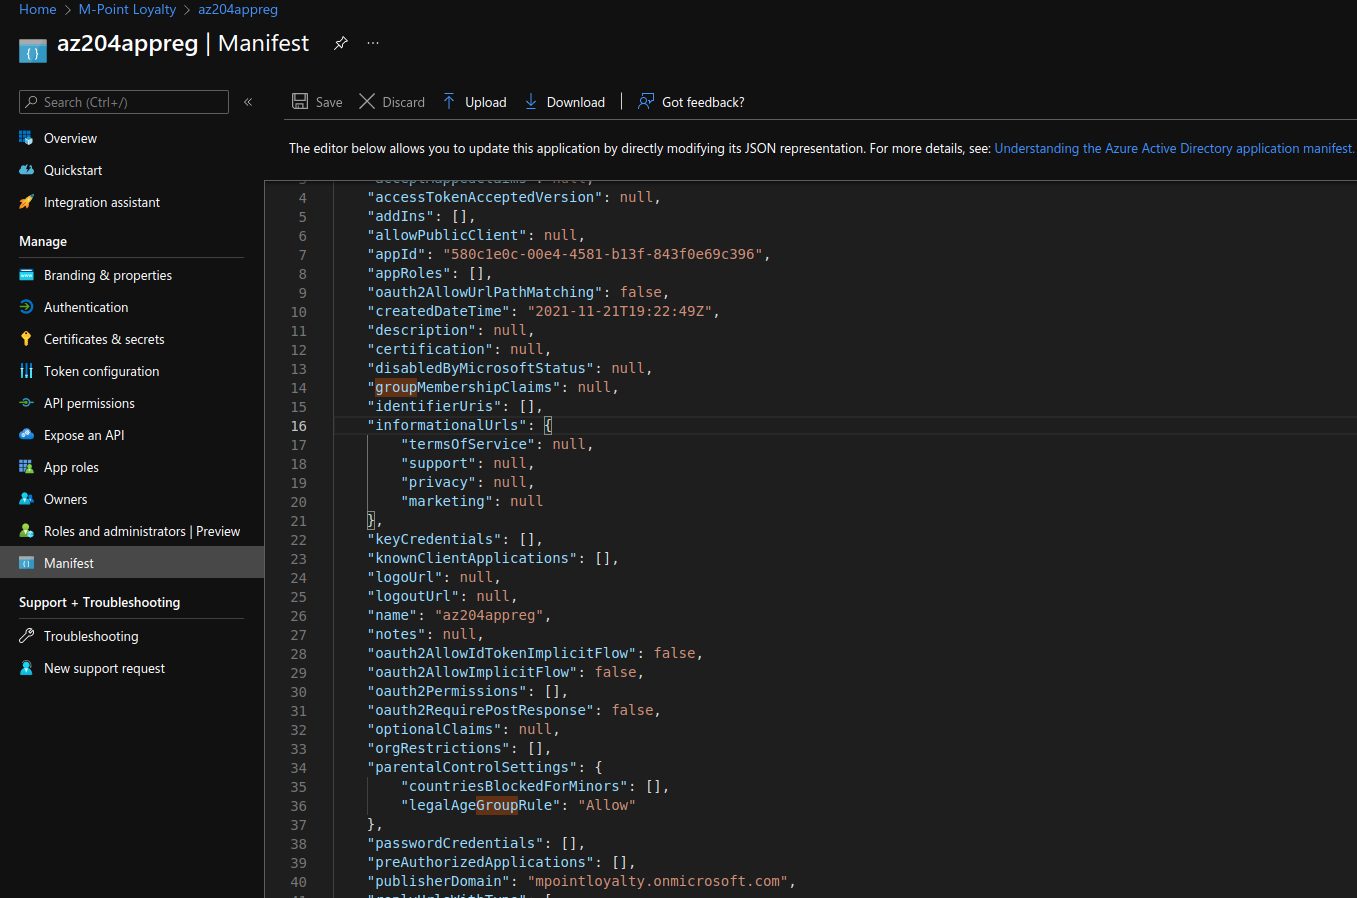 Home > M-Point Loyalty > az204appreg
az204appreg | Manifest ...
Search (Ctrl+/)
«
Overview
Quickstart
Integration assistant
Manage
Branding & properties
Authentication
Certificates & secrets
Token configuration
API permissions
Expose an API
App roles
Owners
Roles and administrators | Preview
Manifest
Support + Troubleshooting
Troubleshooting
New support request
Save Discard Upload Download | Got feedback?
The editor below allows you to update this application by directly modifying its JSON representation. For more details, see: Understanding the Azure Active Directory application manifest.
4 "accessTokenAcceptedVersion": null,
5 "addIns": [],
6 "allowPublicClient": null,
7 "appId": "580c1e0c-00e4-4581-b13f-843f0e69c396",
8 "appRoles": [],
9 "oauth2AllowUrlPathMatching": false,
10 "createdDateTime": "2021-11-21T19:22:49Z",
11 "description": null,
12 "certification": null,
13 "disabledByMicrosoftStatus": null,
14 "groupMembershipClaims": null,
15 "identifierUris": [],
16 "informationalUrls": {
17 "termsOfService": null,
18 "support": null,
19 "privacy": null,
20 "marketing": null
21 },
22 "keyCredentials": [],
23 "knownClientApplications": [],
24 "logoUrl": null,
25 "logoutUrl": null,
26 "name": "az204appreg",
27 "notes": null,
28 "oauth2AllowIdTokenImplicitFlow": false,
29 "oauth2AllowImplicitFlow": false,
30 "oauth2Permissions": [],
31 "oauth2RequirePostResponse": false,
32 "optionalClaims": null,
33 "orgRestrictions": [],
34 "parentalControlSettings": {
35 "countriesBlockedForMinors": [],
36 "legalAgeGroupRule": "Allow"
37 },
38 "passwordCredentials": [],
39 "preAuthorizedApplications": [],
40 "publisherDomain": "mpointloyalty.onmicrosoft.com",